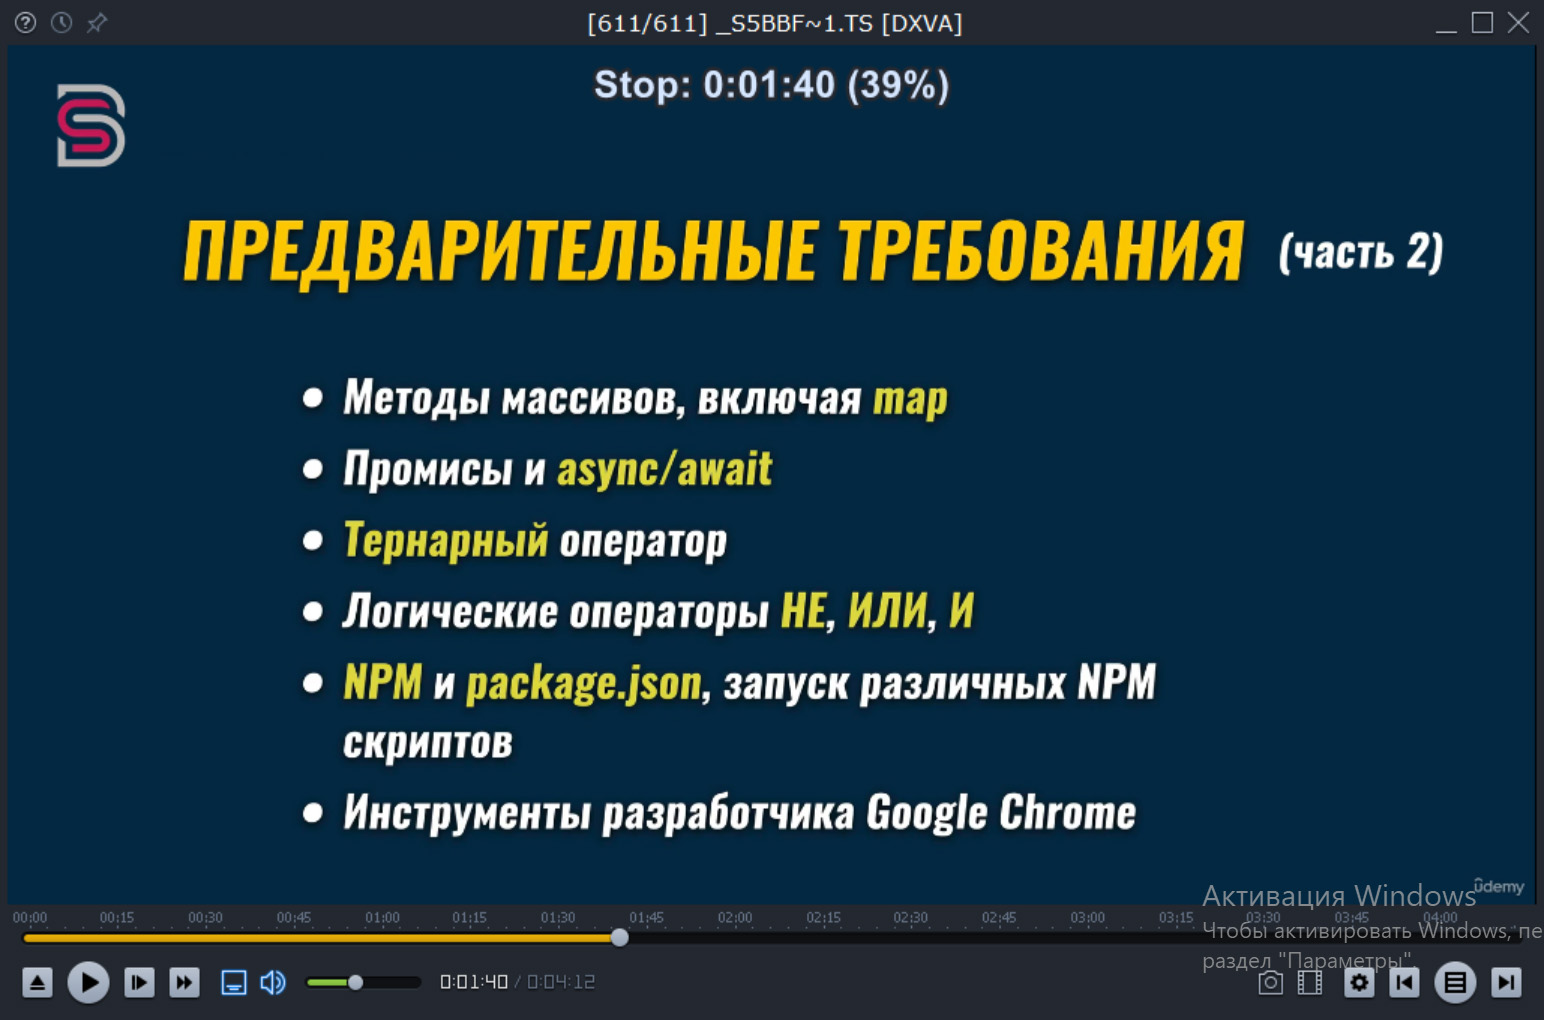 [611/611] _S5BBF~1.TS [DXVA]
Stop: 0:01:40 (39%)
ПРЕДВАРИТЕЛЬНЫЕ ТРЕБОВАНИЯ (часть 2)
• Методы массивов, включая map
• Промисы и async/await
• Тернарный оператор
• Логические операторы НЕ, ИЛИ, И
• NPM и package.json, запуск различных NPM
скриптов
• Инструменты разработчика Google Chrome
ûdemy
Активация Windows
00:00 00:15 00:30 00:45 01:00 01:15 01:30 01:45 02:00 02:15 02:30 02:45 03:00 03:15 03:30 03:45 04:00
Чтобы активировать Windows, пе
раздел "Параметры".
0:01:40 / 0:04:12